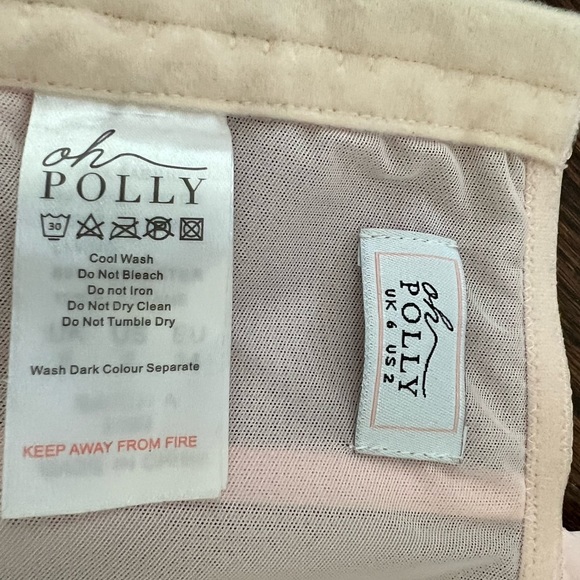 oh
POLLY
30
Cool Wash
Do Not Bleach
Do not Iron
Do Not Dry Clean
Do Not Tumble Dry
Wash Dark Colour Separate
KEEP AWAY FROM FIRE
oh
POLLY
UK 6 US 2